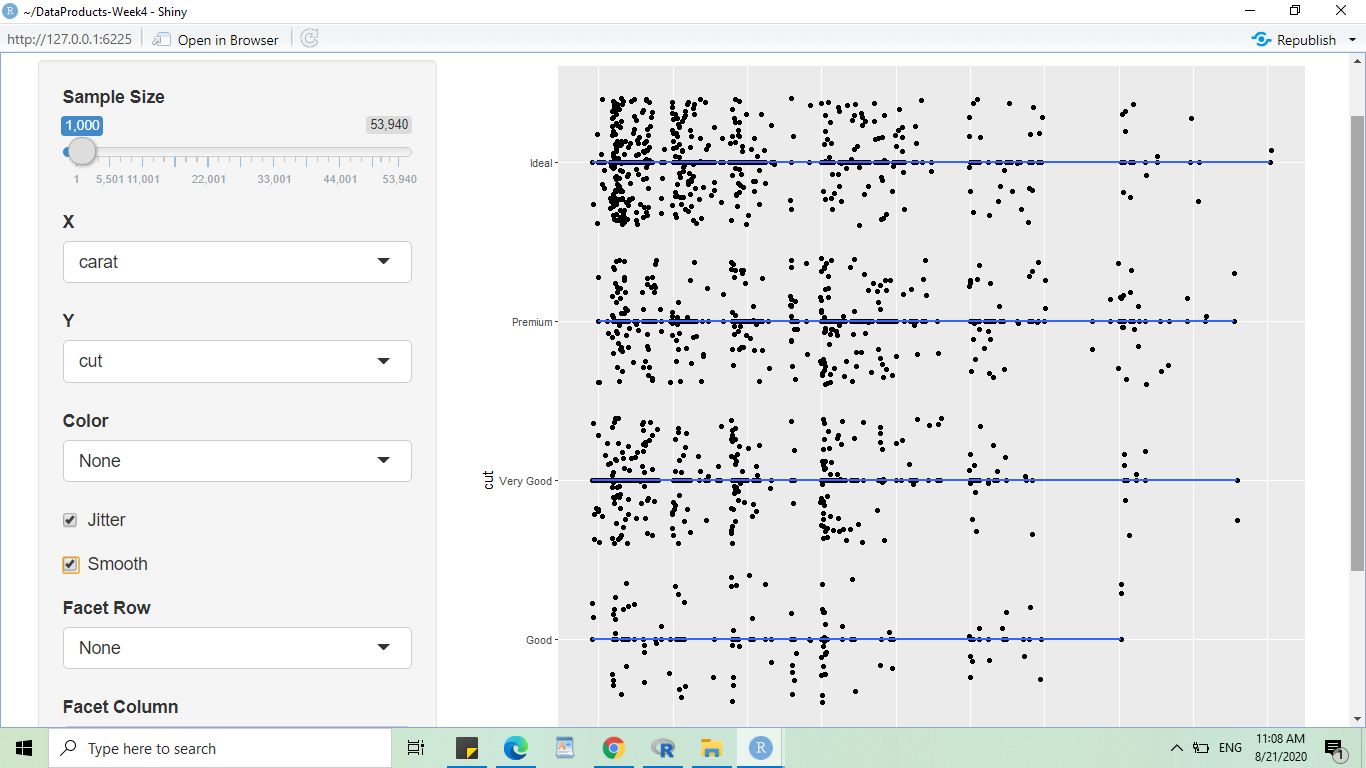 R ~/DataProducts-Week4 - Shiny
http://127.0.0.1:6225 Open in Browser Republish
Sample Size
1,000 53,940
1 5,501 11,001 22,001 33,001 44,001 53,940
X
carat
Y
cut
Color
None
Jitter
Smooth
Facet Row
None
Facet Column
Ideal
Premium
Very Good
Good
cut
Type here to search
R
R
ENG
11:08 AM
8/21/2020
1